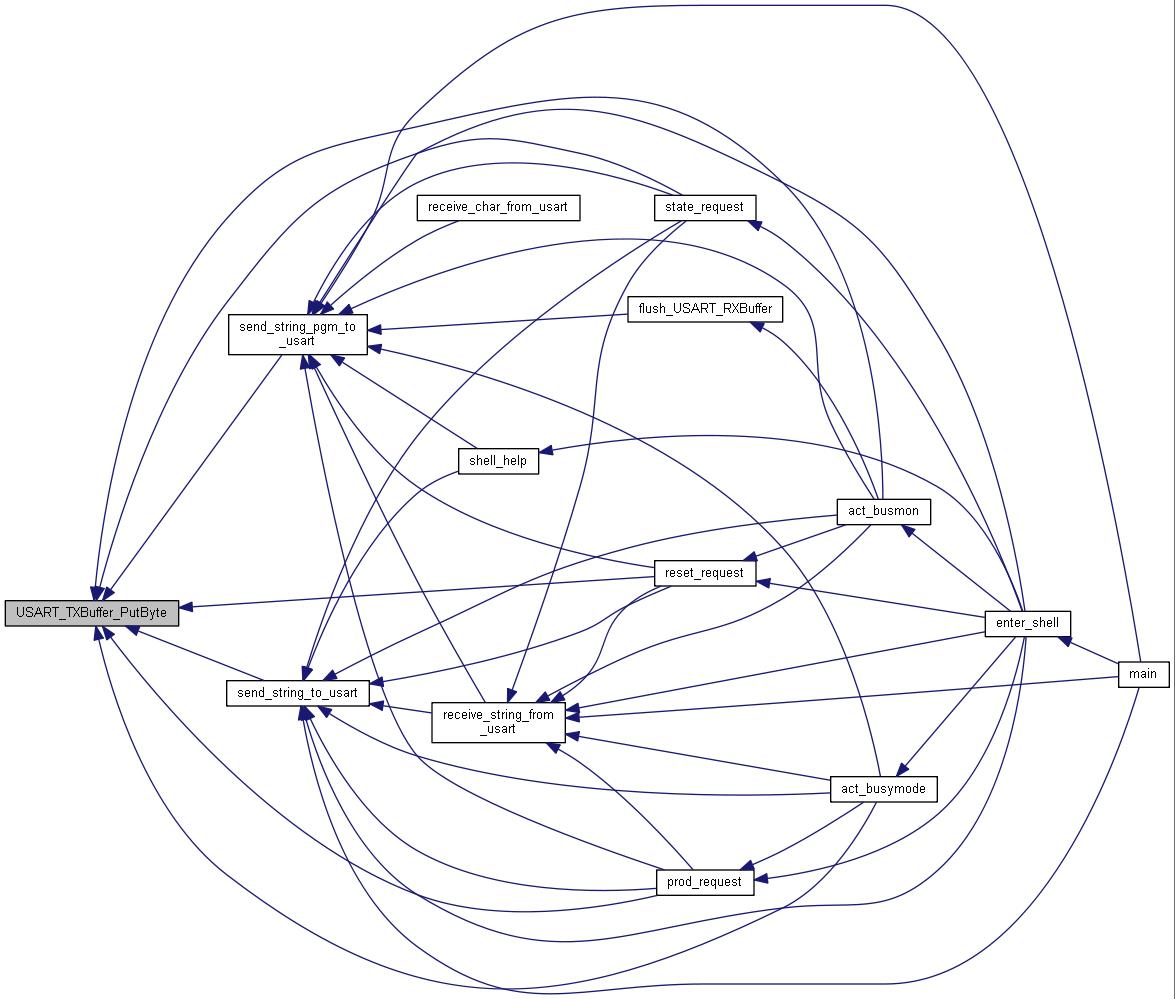 receive_char_from_usart
state_request
flush_USART_RXBuffer
send_string_pgm_to
_usart
shell_help
act_busmon
reset_request
USART_TXBuffer_PutByte
enter_shell
main
send_string_to_usart
receive_string_from
_usart
act_busymode
prod_request